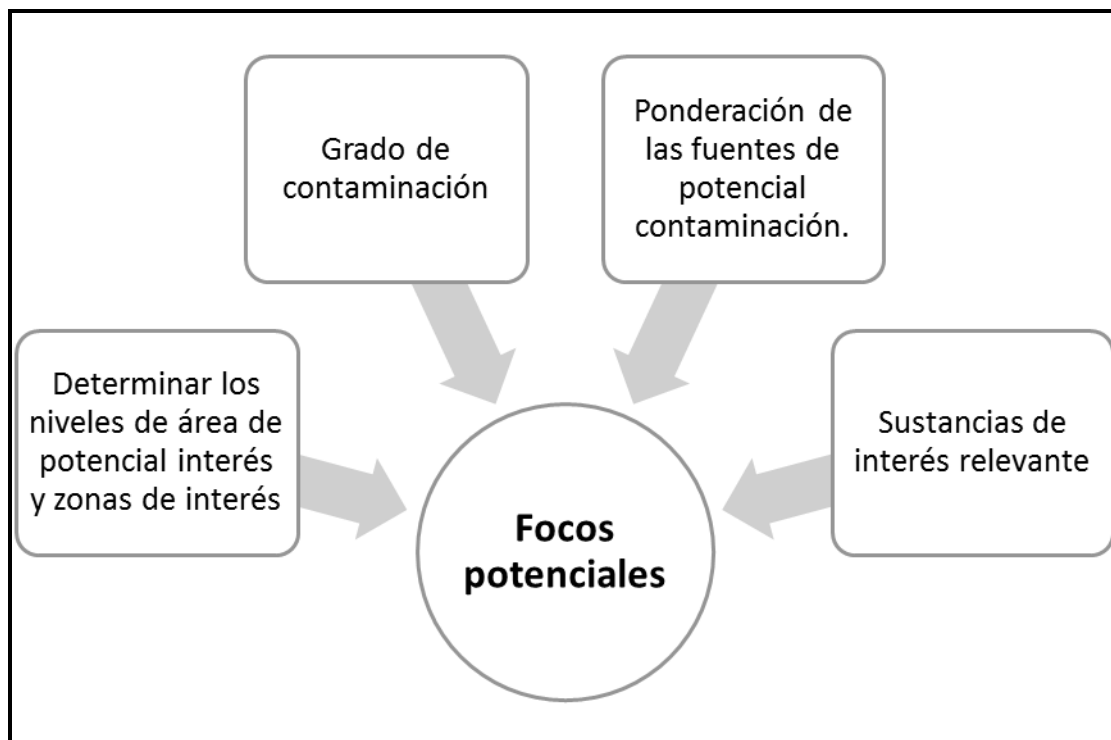 Grado de
contaminación
Ponderación de
las fuentes de
potencial
contaminación.
Determinar los
niveles de área de
potencial interés
y zonas de interés
Sustancias de
interés relevante
Focos
potenciales